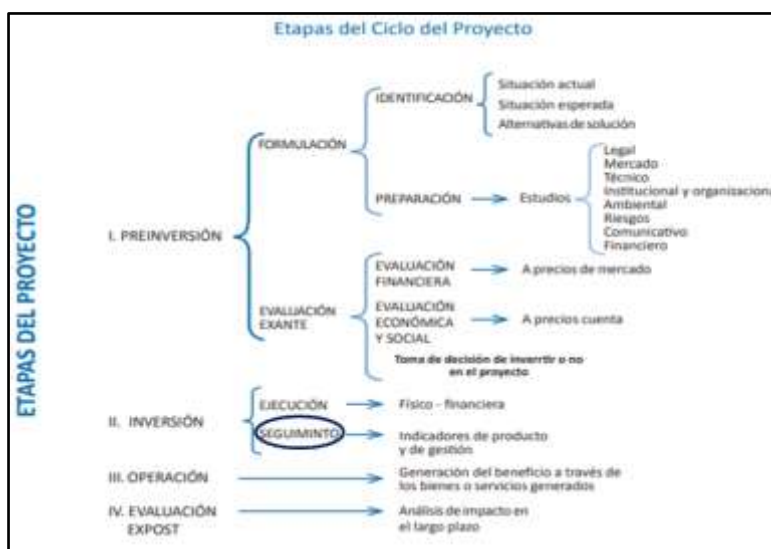 Etapas del Ciclo del Proyecto
ETAPAS DEL PROYECTO
I. PREINVERSIÓN
FORMULACIÓN
IDENTIFICACIÓN
Situación actual
Situación esperada
Alternativas de solución
PREPARACIÓN
Estudios
Legal
Mercado
Técnico
Institucional y organizaciona
Ambiental
Riesgos
Comunicativo
Financiero
EVALUACIÓN
EXANTE
EVALUACIÓN
FINANCIERA
A precios de mercado
EVALUACIÓN
ECONÓMICA
Y SOCIAL
A precios cuenta
Toma de decisión de inverrtir o no
en el proyecto
II. INVERSIÓN
EJECUCIÓN
Físico - financiera
SEGUIMINTO
Indicadores de producto
y de gestión
III. OPERACIÓN
Generación del beneficio a través de
los bienes o servicios generados
IV. EVALUACIÓN
EXPOST
Análisis de impacto en
el largo plazo